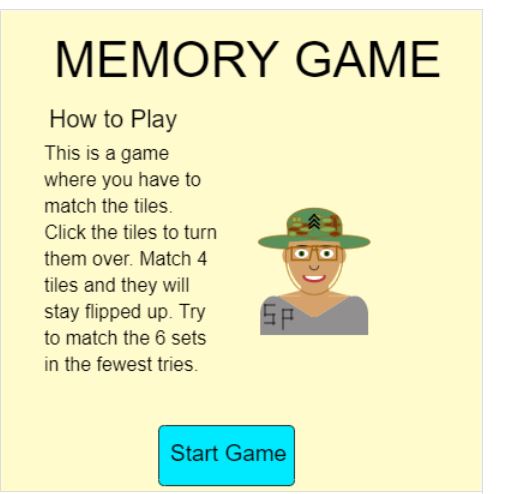 MEMORY GAME
How to Play
This is a game
where you have to
match the tiles.
Click the tiles to turn
them over. Match 4
tiles and they will
stay flipped up. Try
to match the 6 sets
in the fewest tries.
SP
Start Game